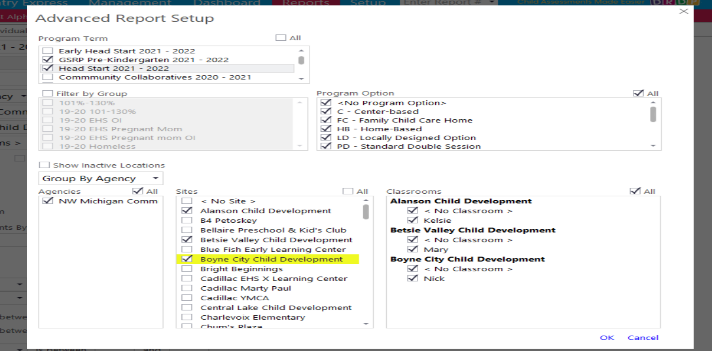 try Express Management Dashboard Reports Setup Enter Report #
Advanced Report Setup
Program Term
All
Early Head Start 2021 - 2022
GSRP Pre-Kindergarten 2021 - 2022
Head Start 2021 - 2022
Commmunity Collaboratives 2020 - 2021
Filter by Group
101%-130%
19-20 101-130%
19-20 EHS OI
19-20 EHS Pregnant Mom
19-20 EHS Pregnant mom OI
19-20 Homeless
Program Option
All
<No Program Option>
C - Center-based
FC - Family Child Care Home
HB - Home-Based
LD - Locally Designed Option
PD - Standard Double Session
Show Inactive Locations
Group By Agency
Agencies
All
NW Michigan Comm
Sites
All
< No Site >
Alanson Child Development
B4 Petoskey
Bellaire Preschool & Kid's Club
Betsie Valley Child Development
Blue Fish Early Learning Center
Boyne City Child Development
Bright Beginnings
Cadillac EHS X Learning Center
Cadillac Marty Paul
Cadillac YMCA
Central Lake Child Development
Charlevoix Elementary
Chum's Plaza
Classrooms
All
Alanson Child Development
< No Classroom >
Kelsie
Betsie Valley Child Development
< No Classroom >
Mary
Boyne City Child Development
< No Classroom >
Nick
OK Cancel